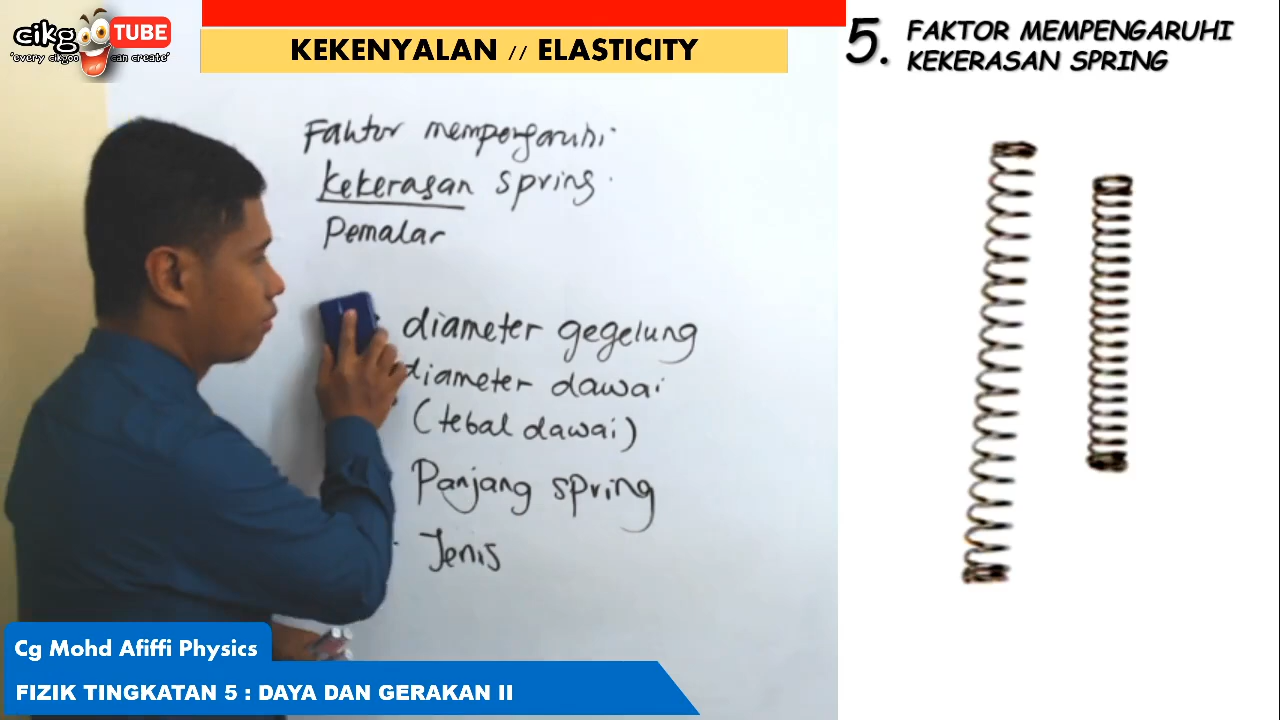 cikgooTUBE
'every cikgoo can create'
KEKENYALAN // ELASTICITY
5. FAKTOR MEMPENGARUHI
KEKERASAN SPRING
Faktor mempengaruhi
kekerasan spring
Pemalar
diameter gegelung
diameter dawai
(tebal dawai)
Panjang spring
Jenis
Cg Mohd Afiffi Physics
FIZIK TINGKATAN 5 : DAYA DAN GERAKAN II